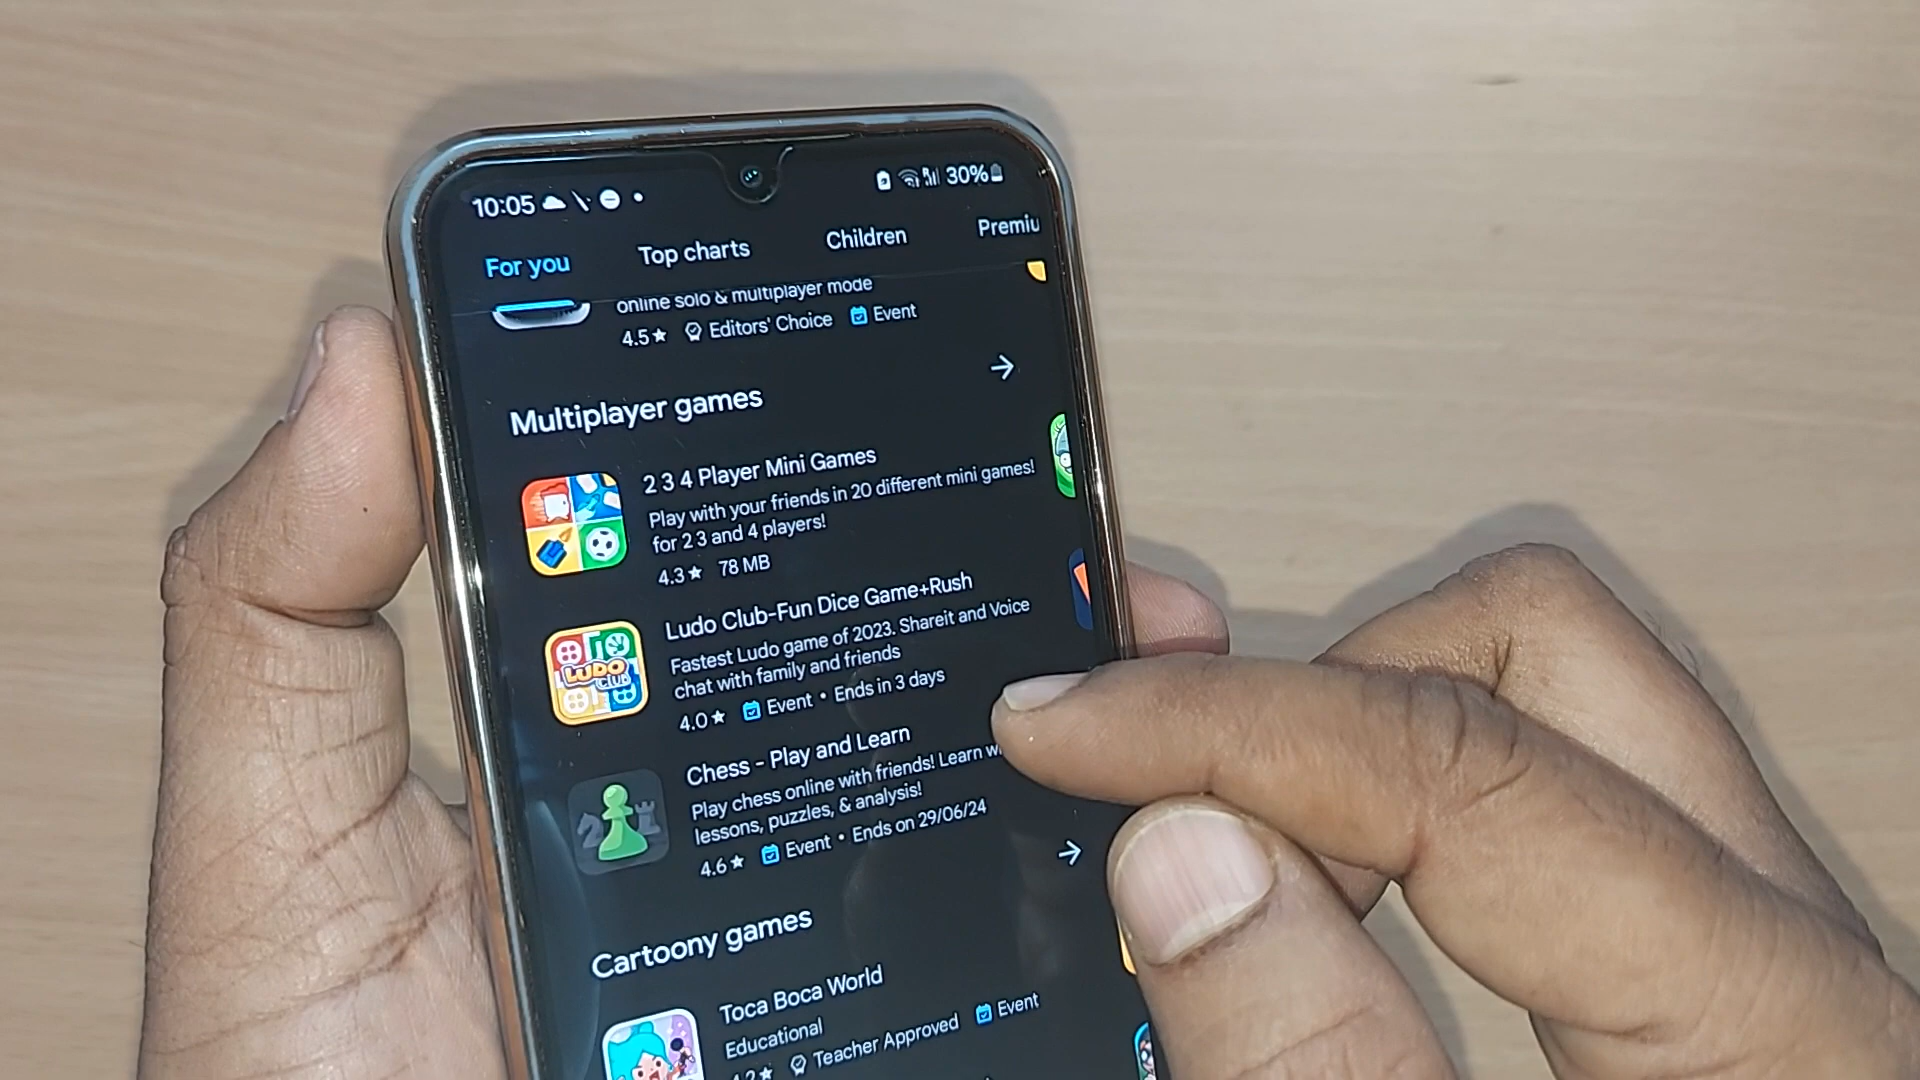 10:05
30%
For you
Top charts
Children
Premiu
online solo & multiplayer mode
4.5★ Editors' Choice Event
Multiplayer games
2 3 4 Player Mini Games
Play with your friends in 20 different mini games!
for 2 3 and 4 players!
4.3★ 78 MB
LUDO
CLUB
Ludo Club-Fun Dice Game+Rush
Fastest Ludo game of 2023. Shareit and Voice
chat with family and friends
4.0★ Event • Ends in 3 days
Chess - Play and Learn
Play chess online with friends! Learn w
lessons, puzzles, & analysis!
4.6★ Event • Ends on 29/06/24
Cartoony games
Toca Boca World
Educational
4.2★ Teacher Approved Event